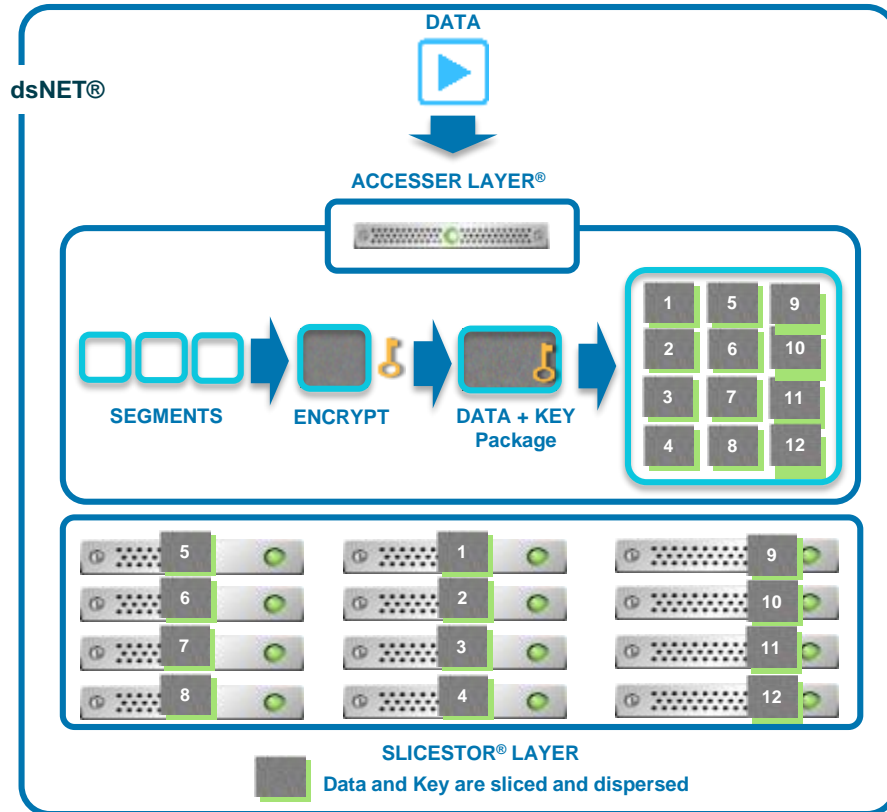 DATA
dsNET®
ACCESSER LAYER®
1 5 9
2 6 10
3 7 11
4 8 12
SEGMENTS
ENCRYPT
DATA + KEY
Package
5 1 9
6 2 10
7 3 11
8 4 12
SLICESTOR® LAYER
Data and Key are sliced and dispersed